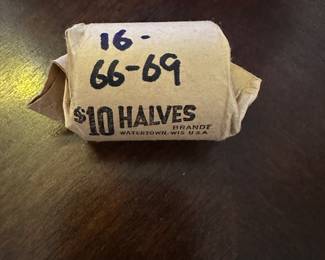 16-
66-69
$10 HALVES
BRANDT
WATERTOWN, WIS U.S.A.